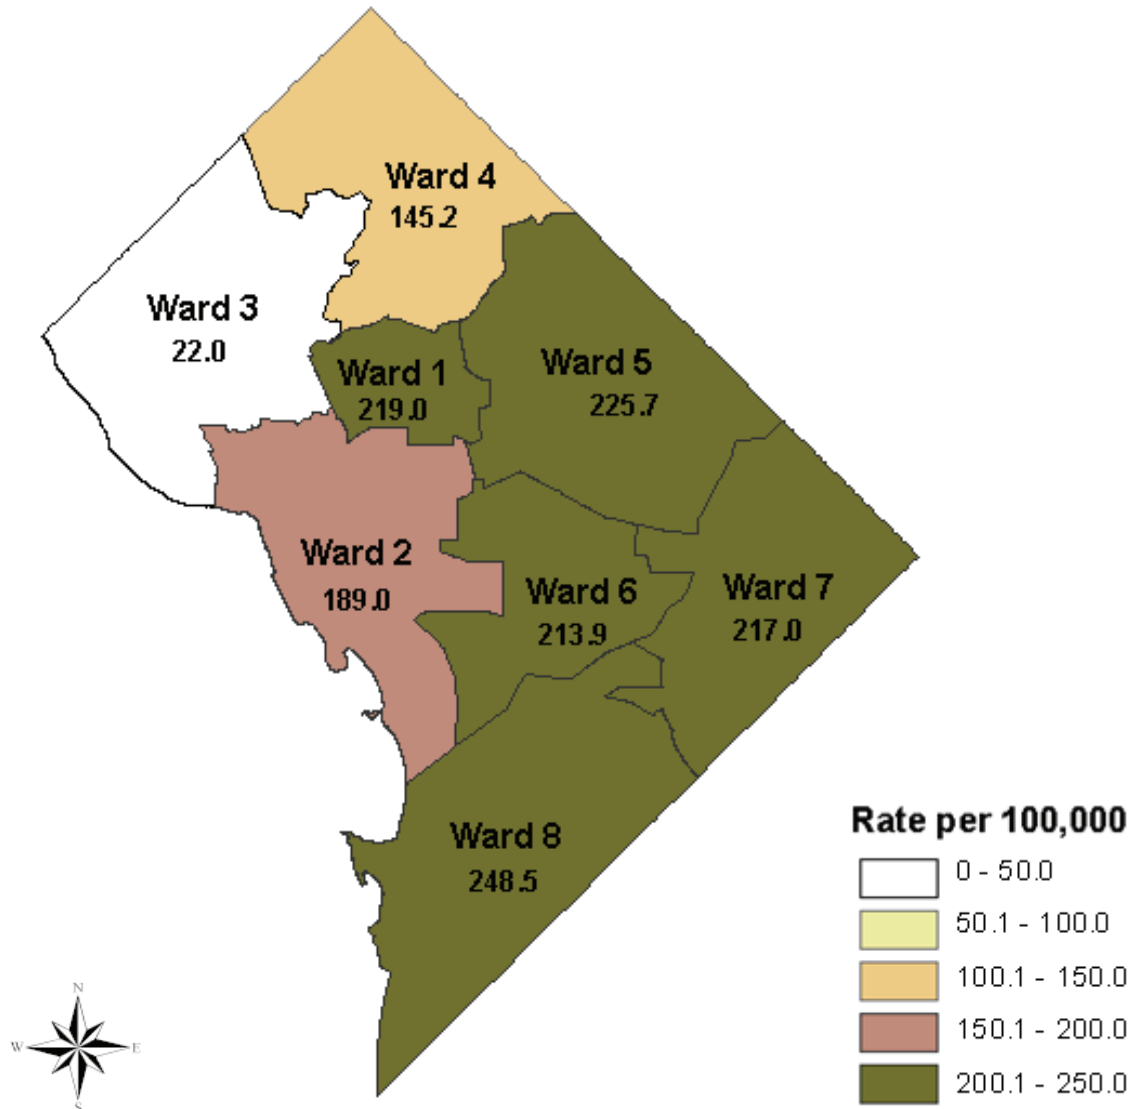 Ward 4
145.2
Ward 3
22.0
Ward 1
219.0
Ward 5
225.7
Ward 2
189.0
Ward 6
213.9
Ward 7
217.0
Ward 8
248.5
Rate per 100,000
0 - 50.0
50.1 - 100.0
100.1 - 150.0
150.1 - 200.0
200.1 - 250.0
N
W E
S